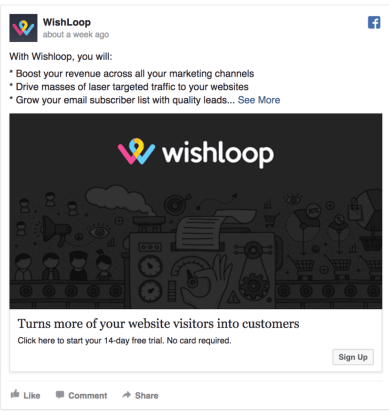 WishLoop
about a week ago
With Wishloop, you will:
* Boost your revenue across all your marketing channels
* Drive masses of laser targeted traffic to your websites
* Grow your email subscriber list with quality leads... See More
wishloop
Turns more of your website visitors into customers
Click here to start your 14-day free trial. No card required.
Sign Up
Like Comment Share